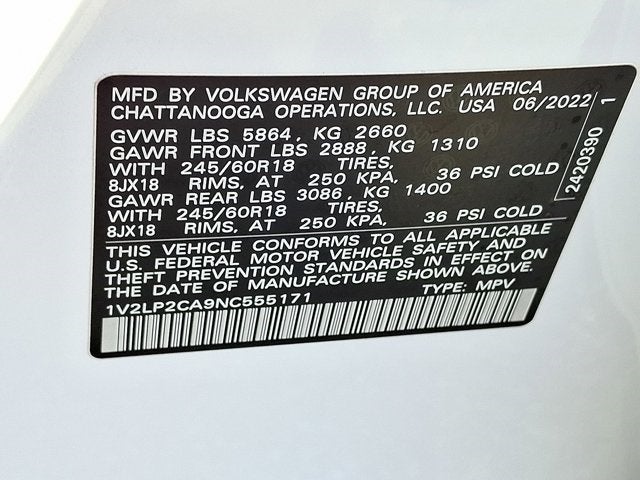 MFD BY VOLKSWAGEN GROUP OF AMERICA
CHATTANOOGA OPERATIONS, LLC. USA 06/2022
GVWR LBS 5864, KG 2660
GAWR FRONT LBS 2888, KG 1310
WITH 245/60R18 TIRES,
8JX18 RIMS, AT 250 KPA, 36 PSI COLD
GAWR REAR LBS 3086, KG 1400
WITH 245/60R18 TIRES,
8JX18 RIMS, AT 250 KPA, 36 PSI COLD
THIS VEHICLE CONFORMS TO ALL APPLICABLE
U.S. FEDERAL MOTOR VEHICLE SAFETY AND
THEFT PREVENTION STANDARDS IN EFFECT ON
THE DATE OF MANUFACTURE SHOWN ABOVE.
1V2LP2CA9NC555171 TYPE: MPV
2420390 1